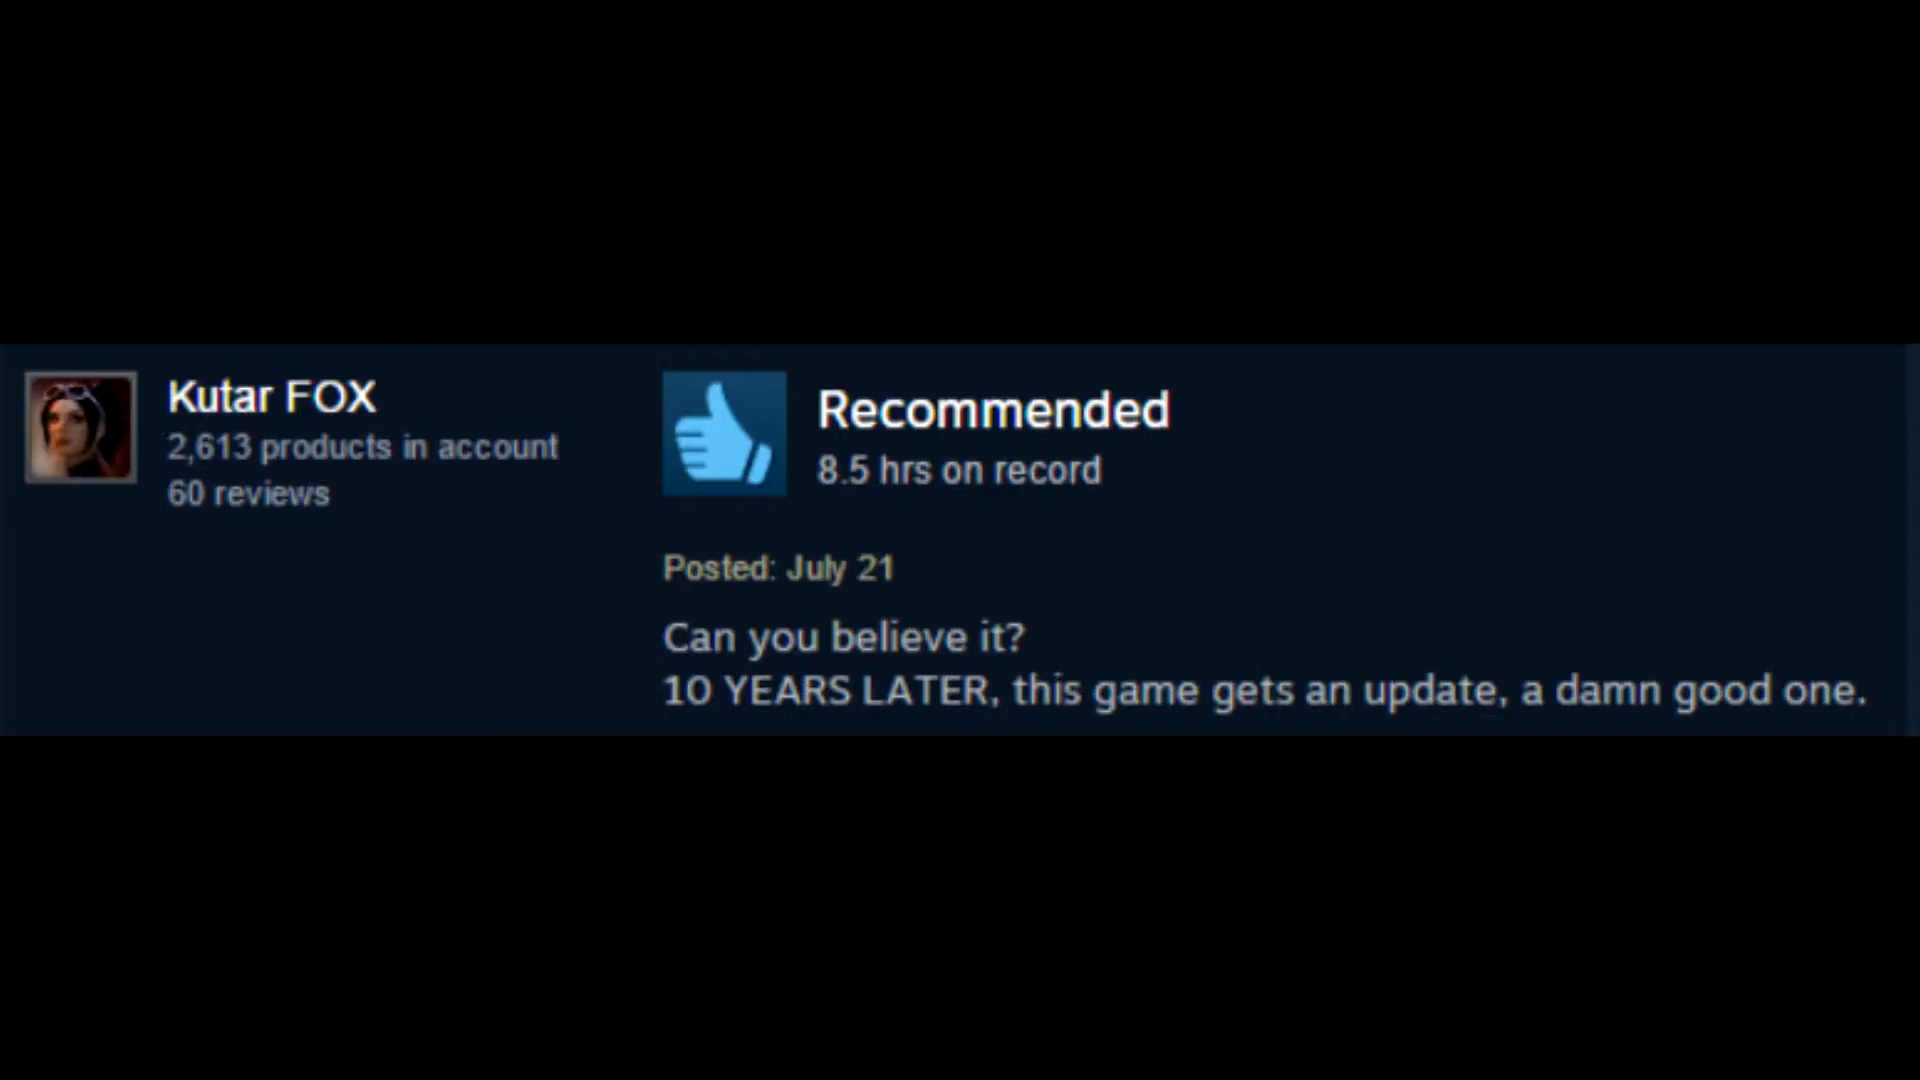 Kutar FOX
2,613 products in account
60 reviews
Recommended
8.5 hrs on record
Posted: July 21
Can you believe it?
10 YEARS LATER, this game gets an update, a damn good one.